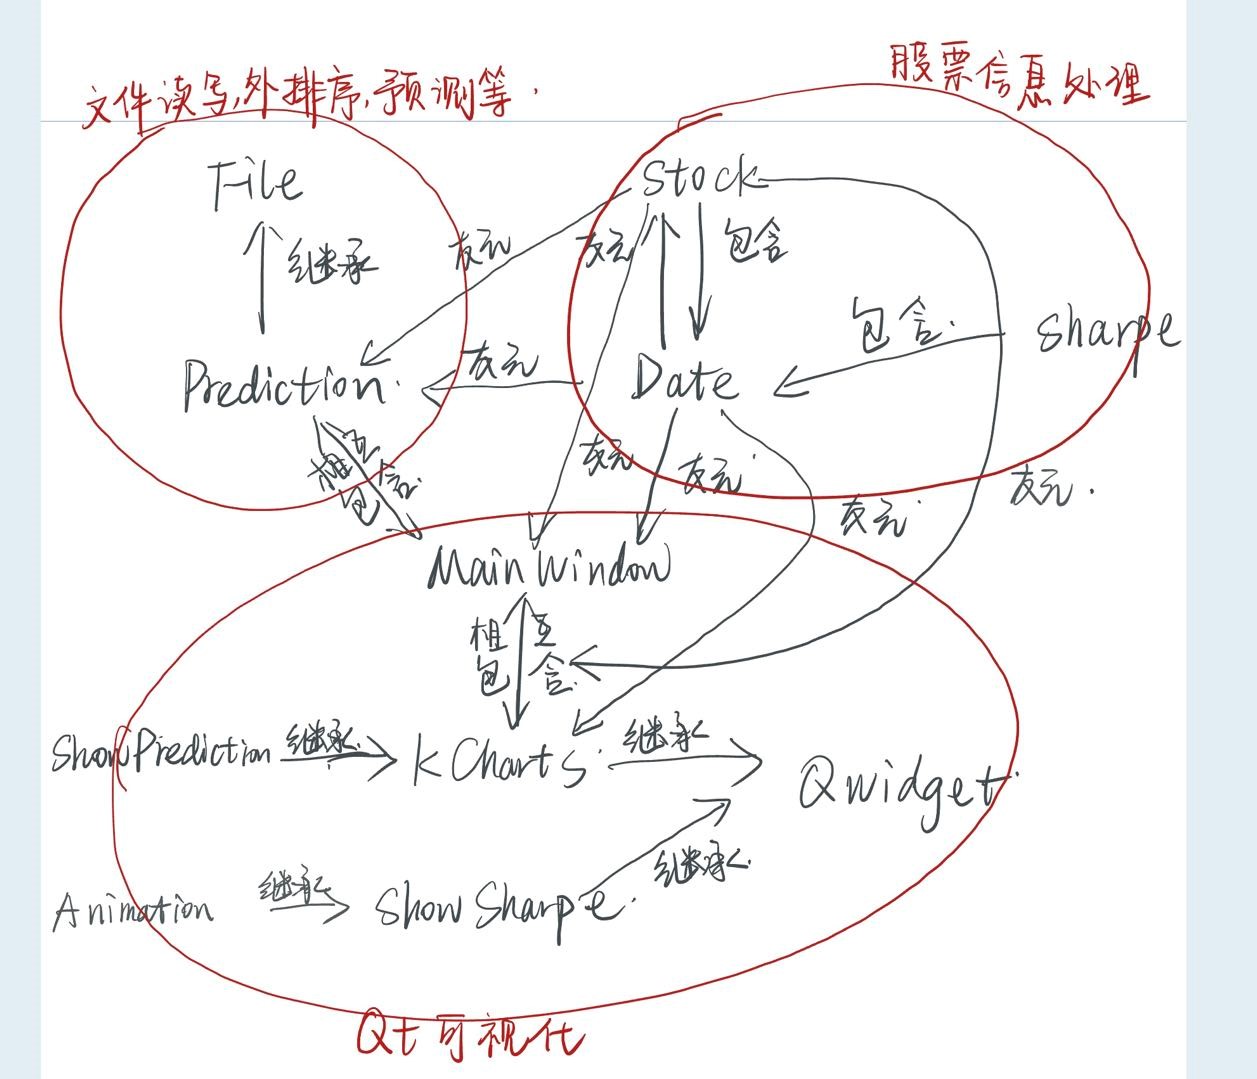 股票信息处理
文件读写,外排序,预测等.
File
Stock
继承
友元
友元
包含
包含.
sharpe
Prediction.
友元
Date
相互包含.
友元
友元
友元.
友元.
MainWindow
相互包含.
ShowPrediction
继承
K Charts
继承
Qwidget.
Animation
继承
Show Sharpe.
继承.
Qt可视化